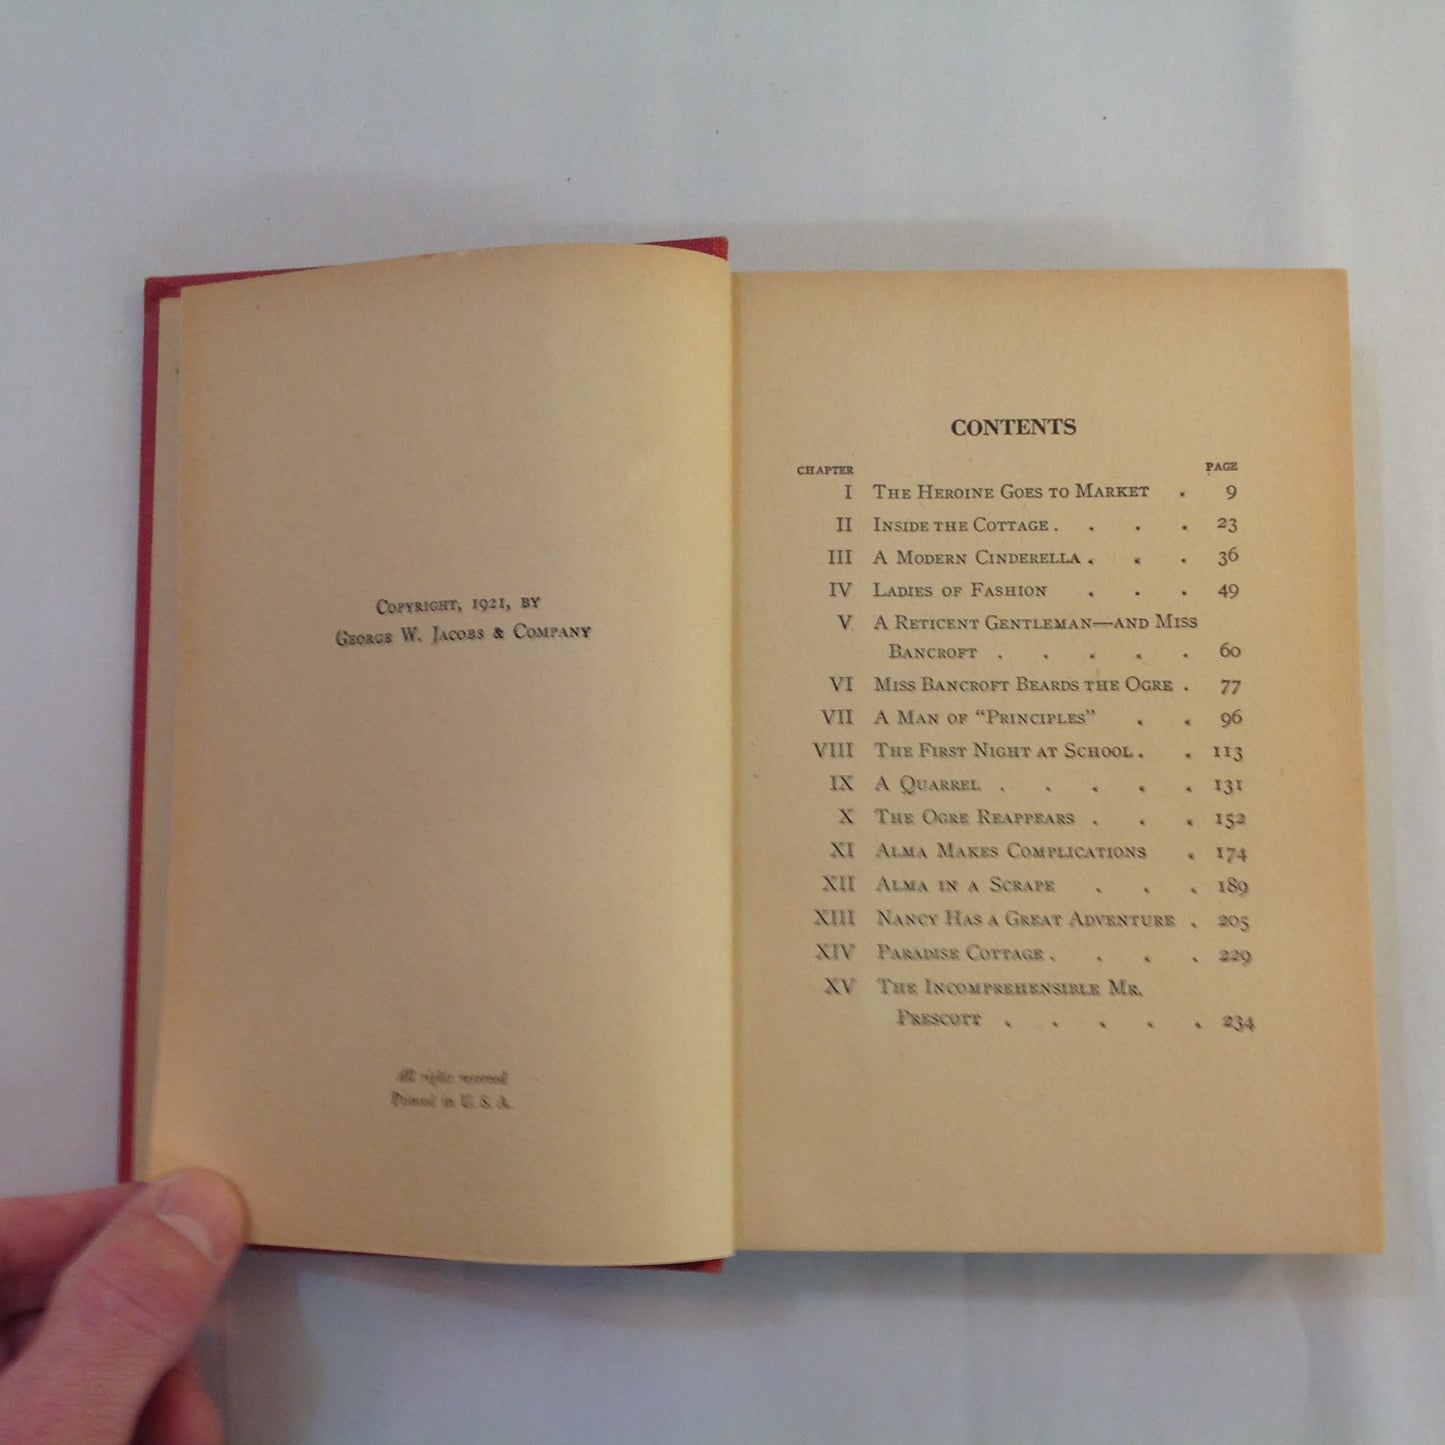 Copyright, 1921, by
George W. Jacobs & Company
All rights reserved
Printed in U. S. A.
CONTENTS
CHAPTER PAGE
I The Heroine Goes to Market . 9
II Inside the Cottage . . . . 23
III A Modern Cinderella . . . 36
IV Ladies of Fashion . . . 49
V A Reticent Gentleman—and Miss
Bancroft . . . . . 60
VI Miss Bancroft Beards the Ogre . 77
VII A Man of "Principles" . . 96
VIII The First Night at School . . 113
IX A Quarrel . . . . . 131
X The Ogre Reappears . . . 152
XI Alma Makes Complications . 174
XII Alma in a Scrape . . . 189
XIII Nancy Has a Great Adventure . 205
XIV Paradise Cottage . . . . 229
XV The Incomprehensible Mr.
Prescott . . . . . 234